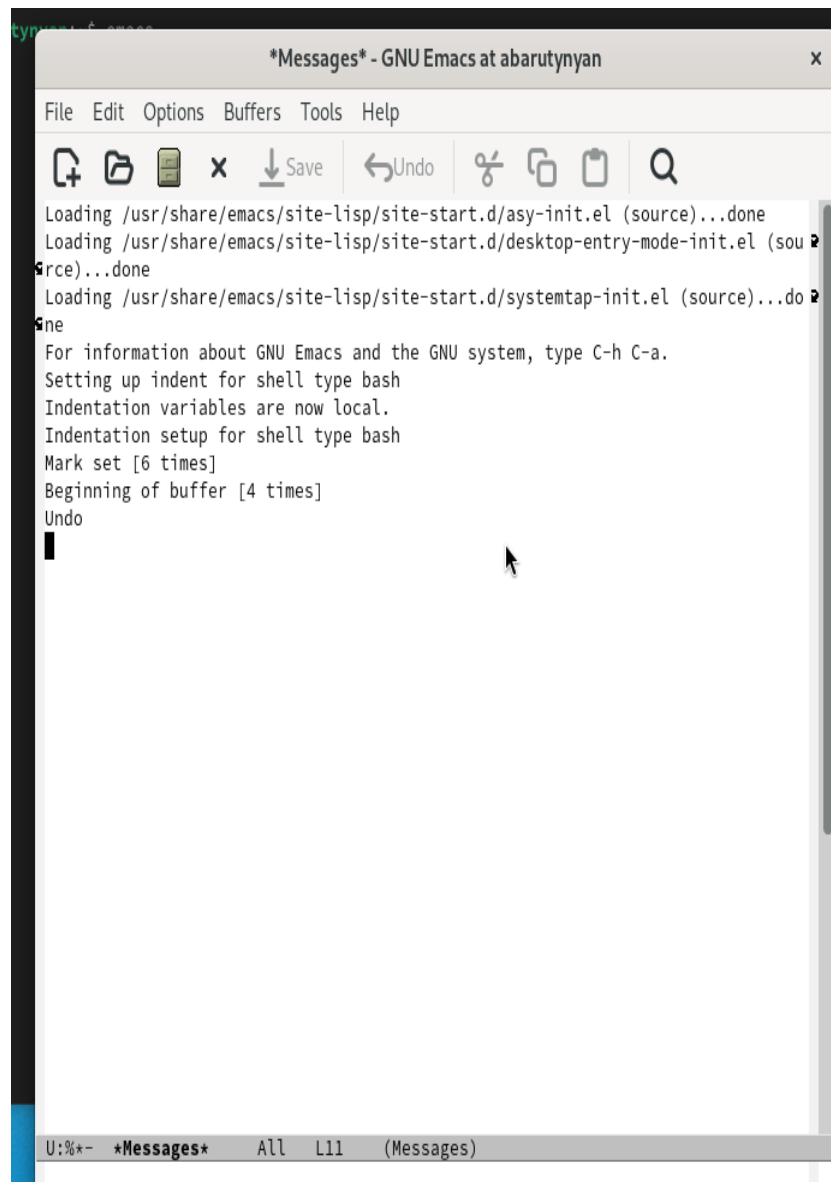 *Messages* - GNU Emacs at abarutynyan
File Edit Options Buffers Tools Help
Save Undo
Loading /usr/share/emacs/site-lisp/site-start.d/asy-init.el (source)...done
Loading /usr/share/emacs/site-lisp/site-start.d/desktop-entry-mode-init.el (sou
rce)...done
Loading /usr/share/emacs/site-lisp/site-start.d/systemtap-init.el (source)...do
ne
For information about GNU Emacs and the GNU system, type C-h C-a.
Setting up indent for shell type bash
Indentation variables are now local.
Indentation setup for shell type bash
Mark set [6 times]
Beginning of buffer [4 times]
Undo
U:%*- *Messages* All L11 (Messages)